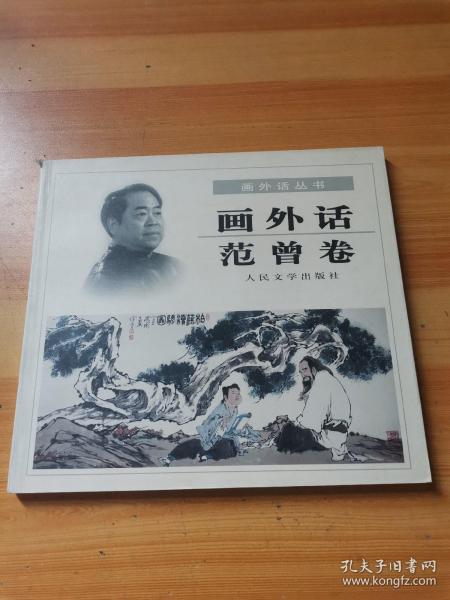 画外话丛书
画外话
范曾卷
人民文学出版社
孔夫子旧书网
www.kongfz.com